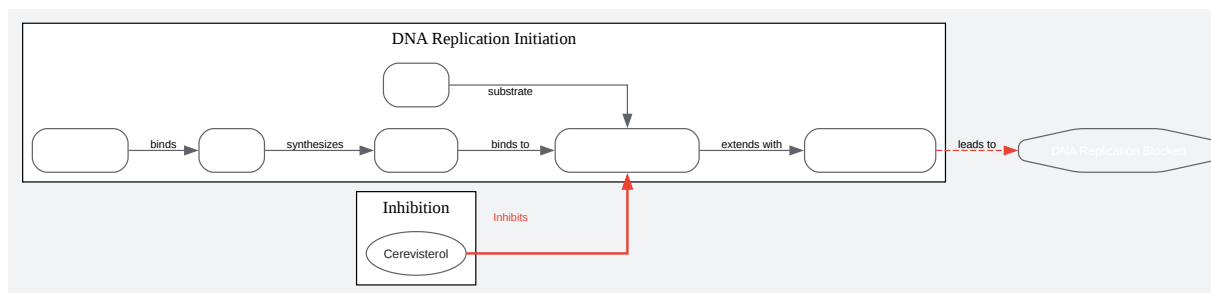 DNA Replication Initiation
substrate
binds
synthesizes
binds to
extends with
leads to
DNA Replication Blocked
Inhibition
Inhibits
Cerevisterol